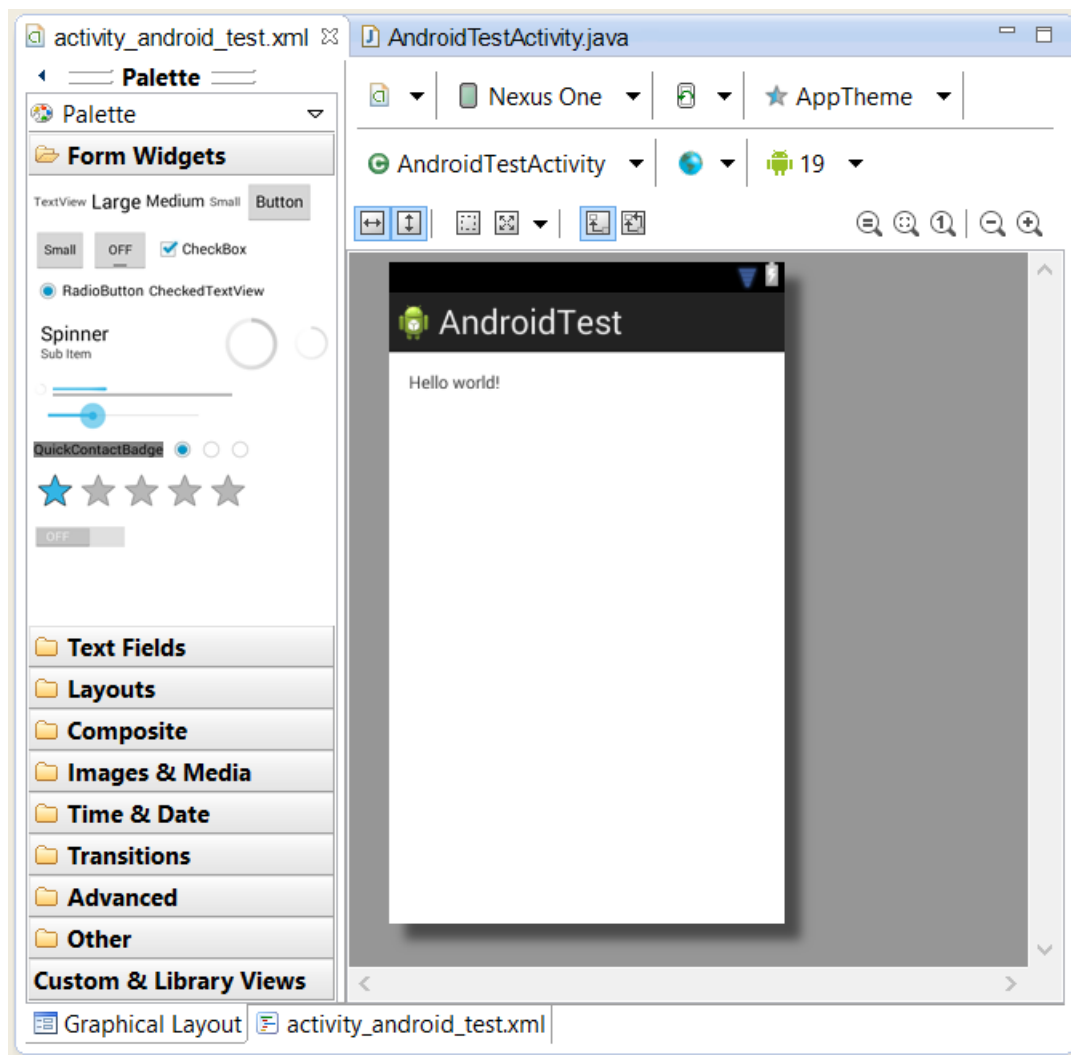 activity_android_test.xml AndroidTestActivity.java
Palette
Palette
Form Widgets
TextView Large Medium Small Button
Small OFF CheckBox
RadioButton CheckedTextView
Spinner
Sub Item
QuickContactBadge
OFF
Text Fields
Layouts
Composite
Images & Media
Time & Date
Transitions
Advanced
Other
Custom & Library Views
Nexus One AppTheme
AndroidTestActivity 19
1
AndroidTest
Hello world!
Graphical Layout activity_android_test.xml